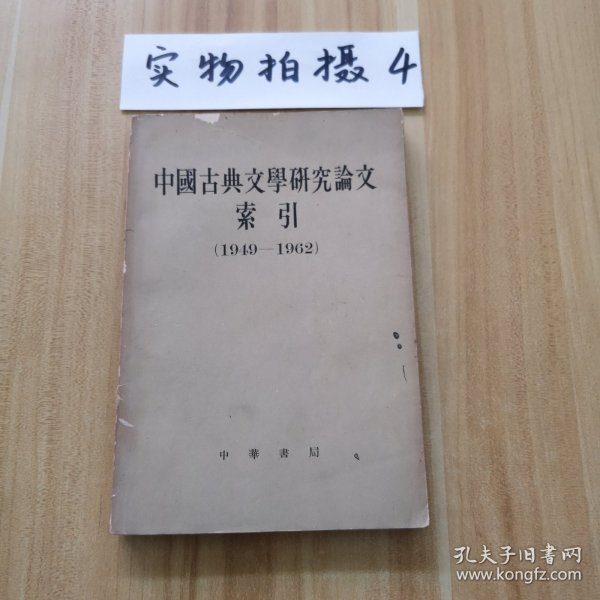 实物拍摄4
中國古典文學研究論文
索引
(1949—1962)
中華書局
孔夫子旧书网
www.kongfz.com